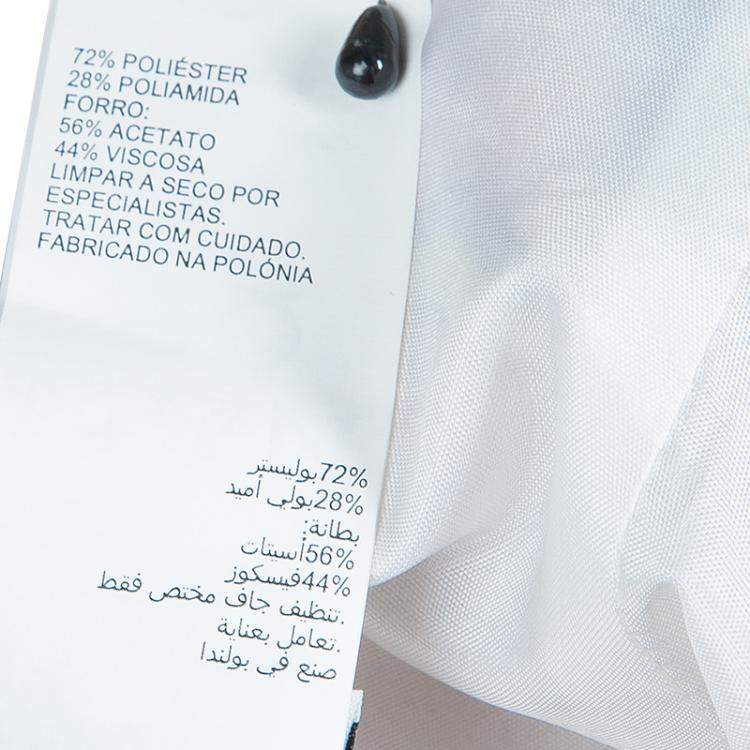 72% POLIÉSTER
28% POLIAMIDA
FORRO:
56% ACETATO
44% VISCOSA
LIMPAR A SECO POR
ESPECIALISTAS.
TRATAR COM CUIDADO.
FABRICADO NA POLÓNIA
72%بوليستر
28%بولي أميد
بطانة:
56%أسيتات
44%فيسكوز
تنظيف جاف مختص فقط.
تعامل بعناية.
صنع في بولندا